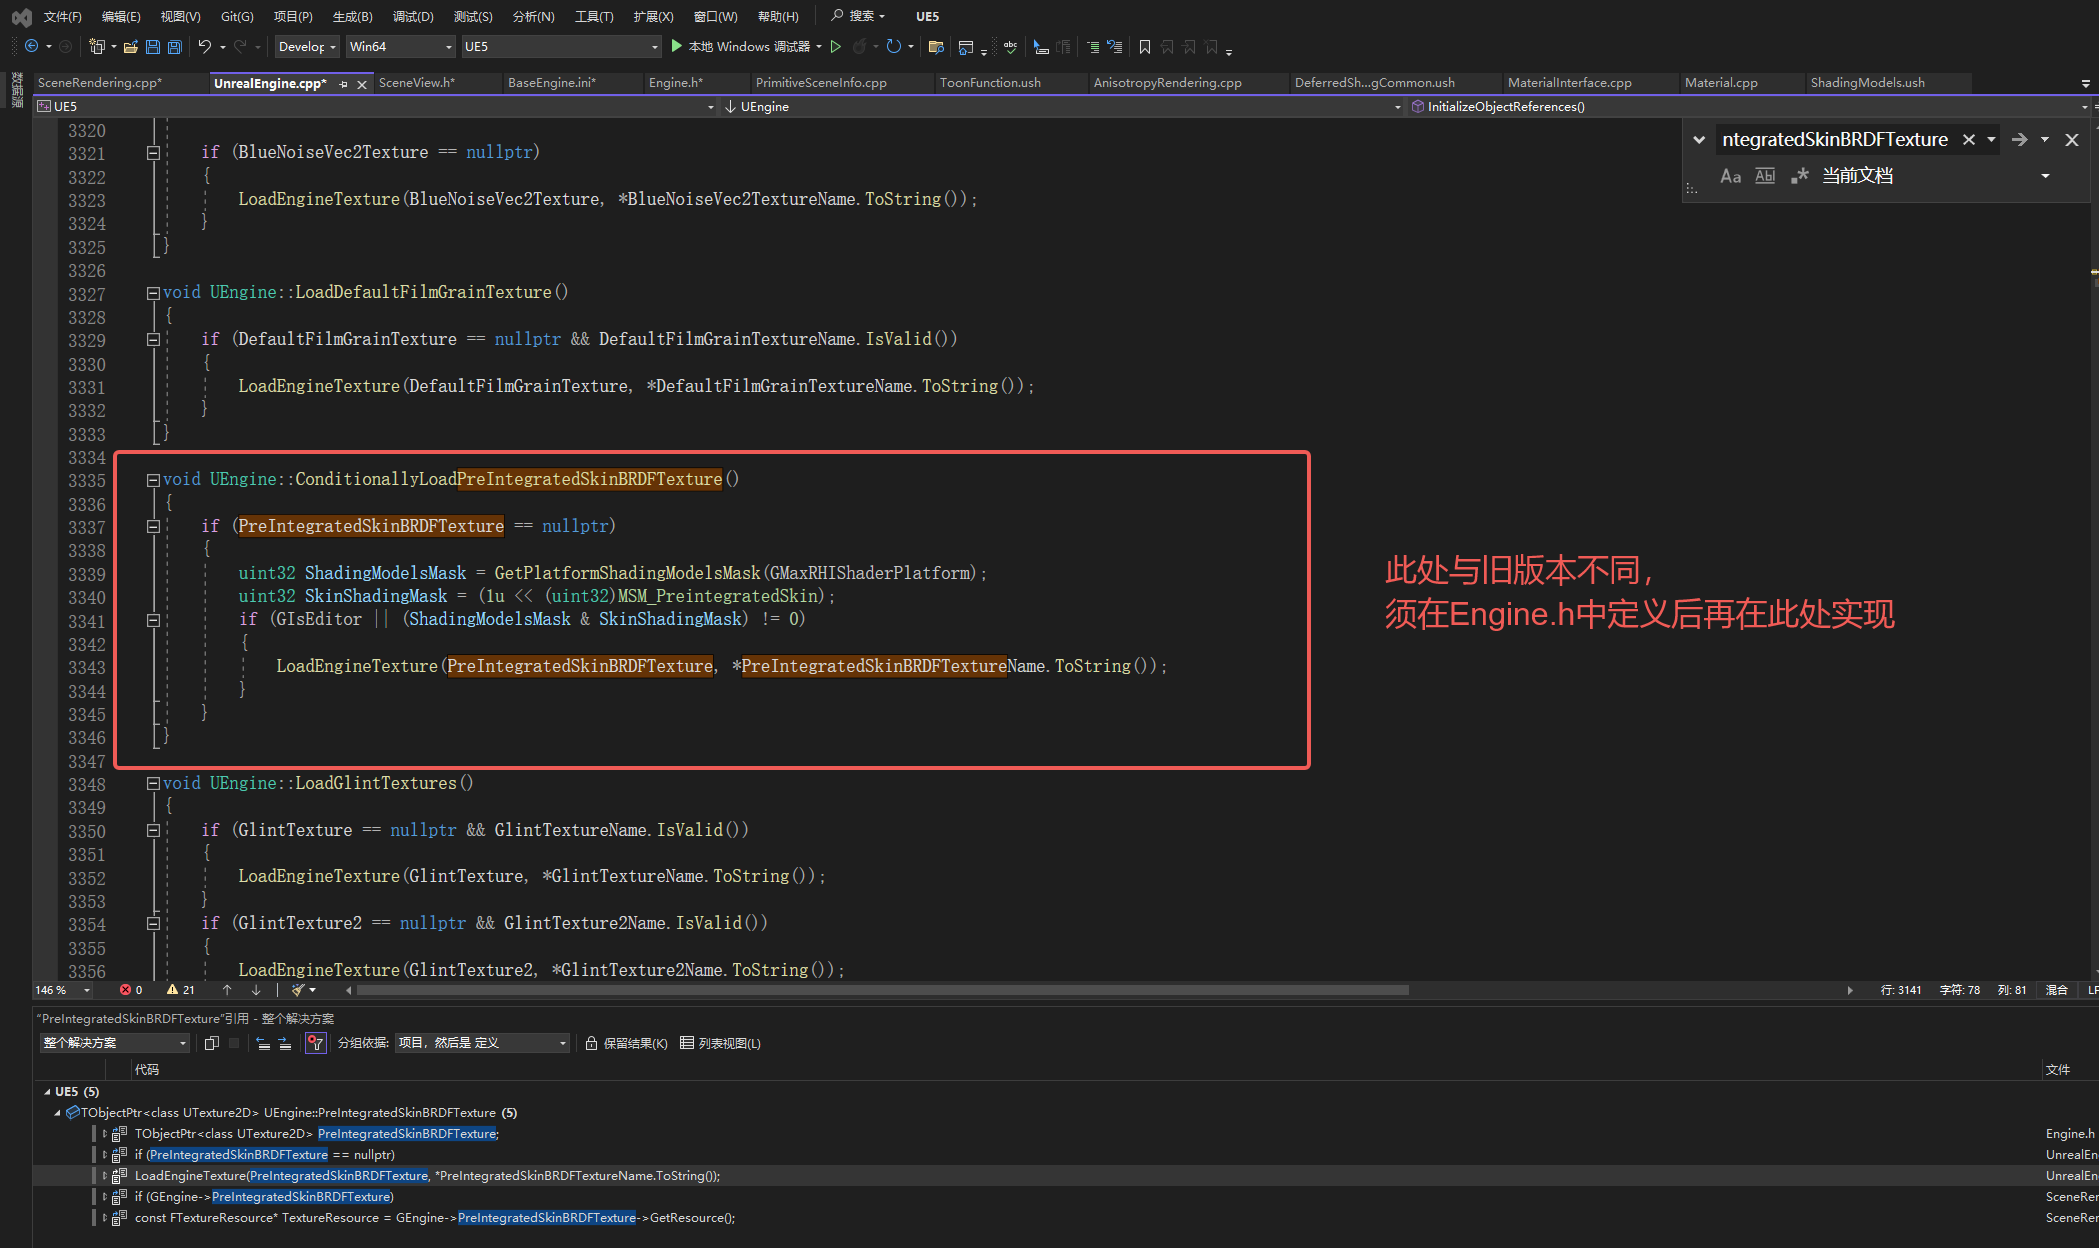 文件(F) 编辑(E) 视图(V) Git(G) 项目(P) 生成(B) 调试(D) 测试(S) 分析(N) 工具(T) 扩展(X) 窗口(W) 帮助(H) 搜索 UE5
Develop Win64 UE5 本地 Windows 调试器
数据源
SceneRendering.cpp* UnrealEngine.cpp* SceneView.h* BaseEngine.ini* Engine.h* PrimitiveSceneInfo.cpp ToonFunction.ush AnisotropyRendering.cpp DeferredSh...gCommon.ush MaterialInterface.cpp Material.cpp ShadingModels.ush
UE5 UEngine InitializeObjectReferences()
ntegratedSkinBRDFTexture
Aa Abl .* 当前文档
3320
3321 if (BlueNoiseVec2Texture == nullptr)
3322 {
3323 LoadEngineTexture(BlueNoiseVec2Texture, *BlueNoiseVec2TextureName.ToString());
3324 }
3325 }
3326
3327 void UEngine::LoadDefaultFilmGrainTexture()
3328 {
3329 if (DefaultFilmGrainTexture == nullptr && DefaultFilmGrainTextureName.IsValid())
3330 {
3331 LoadEngineTexture(DefaultFilmGrainTexture, *DefaultFilmGrainTextureName.ToString());
3332 }
3333 }
3334
3335 void UEngine::ConditionallyLoadPreIntegratedSkinBRDFTexture()
3336 {
3337 if (PreIntegratedSkinBRDFTexture == nullptr)
3338 {
3339 uint32 ShadingModelsMask = GetPlatformShadingModelsMask(GMaxRHIShaderPlatform);
3340 uint32 SkinShadingMask = (1u << (uint32)MSM_PreintegratedSkin);
3341 if (GIsEditor || (ShadingModelsMask & SkinShadingMask) != 0)
3342 {
3343 LoadEngineTexture(PreIntegratedSkinBRDFTexture, *PreIntegratedSkinBRDFTextureName.ToString());
3344 }
3345 }
3346 }
3347
3348 void UEngine::LoadGlintTextures()
3349 {
3350 if (GlintTexture == nullptr && GlintTextureName.IsValid())
3351 {
3352 LoadEngineTexture(GlintTexture, *GlintTextureName.ToString());
3353 }
3354 if (GlintTexture2 == nullptr && GlintTexture2Name.IsValid())
3355 {
3356 LoadEngineTexture(GlintTexture2, *GlintTexture2Name.ToString());
此处与旧版本不同，
须在Engine.h中定义后再在此处实现
146 % 0 21 行: 3141 字符: 78 列: 81 混合 LF
“PreIntegratedSkinBRDFTexture”引用 - 整个解决方案
整个解决方案 分组依据: 项目，然后是 定义 保留结果(K) 列表视图(L)
代码 文件
UE5 (5)
TObjectPtr<class UTexture2D> UEngine::PreIntegratedSkinBRDFTexture (5)
TObjectPtr<class UTexture2D> PreIntegratedSkinBRDFTexture; Engine.h
if (PreIntegratedSkinBRDFTexture == nullptr) UnrealEn
LoadEngineTexture(PreIntegratedSkinBRDFTexture, *PreIntegratedSkinBRDFTextureName.ToString()); UnrealEn
if (GEngine->PreIntegratedSkinBRDFTexture) SceneRer
const FTextureResource* TextureResource = GEngine->PreIntegratedSkinBRDFTexture->GetResource(); SceneRer